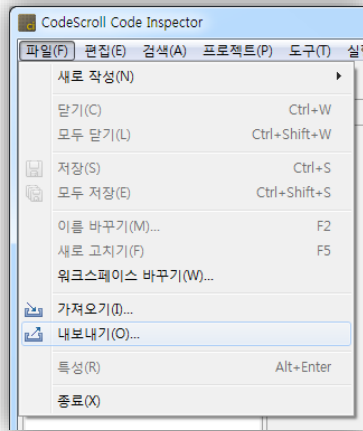 CodeScroll Code Inspector
파일(F) 편집(E) 검색(A) 프로젝트(P) 도구(T)
새로 작성(N)
닫기(C) Ctrl+W
모두 닫기(L) Ctrl+Shift+W
저장(S) Ctrl+S
모두 저장(E) Ctrl+Shift+S
이름 바꾸기(M)... F2
새로 고치기(F) F5
워크스페이스 바꾸기(W)...
가져오기(I)...
내보내기(O)...
특성(R) Alt+Enter
종료(X)